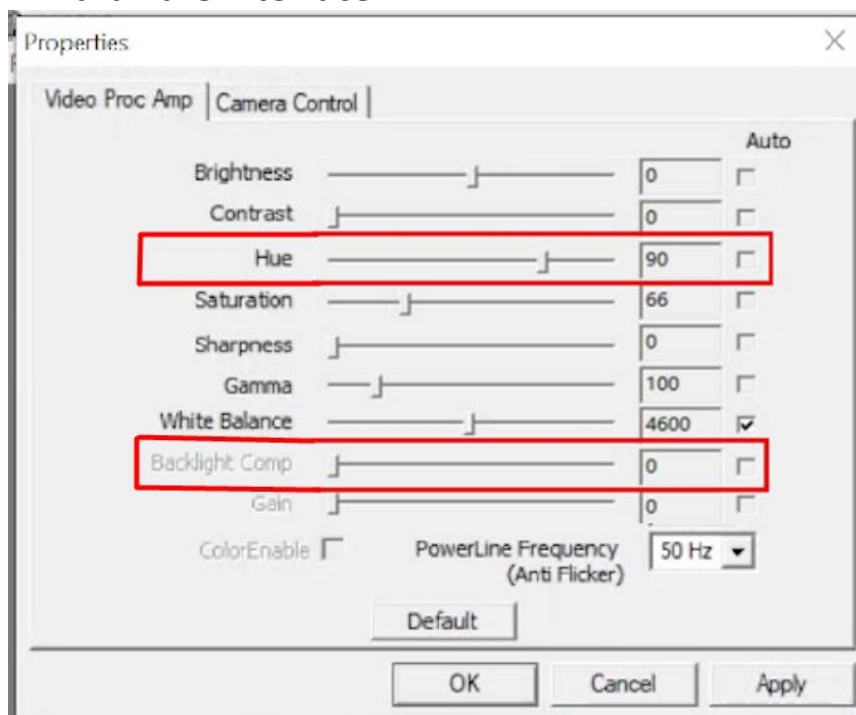 Properties
Video Proc Amp Camera Control
Auto
Brightness 0
Contrast 0
Hue 90
Saturation 66
Sharpness 0
Gamma 100
White Balance 4600
Backlight Comp 0
Gain 0
ColorEnable PowerLine Frequency 50 Hz
(Anti Flicker)
Default
OK Cancel Apply